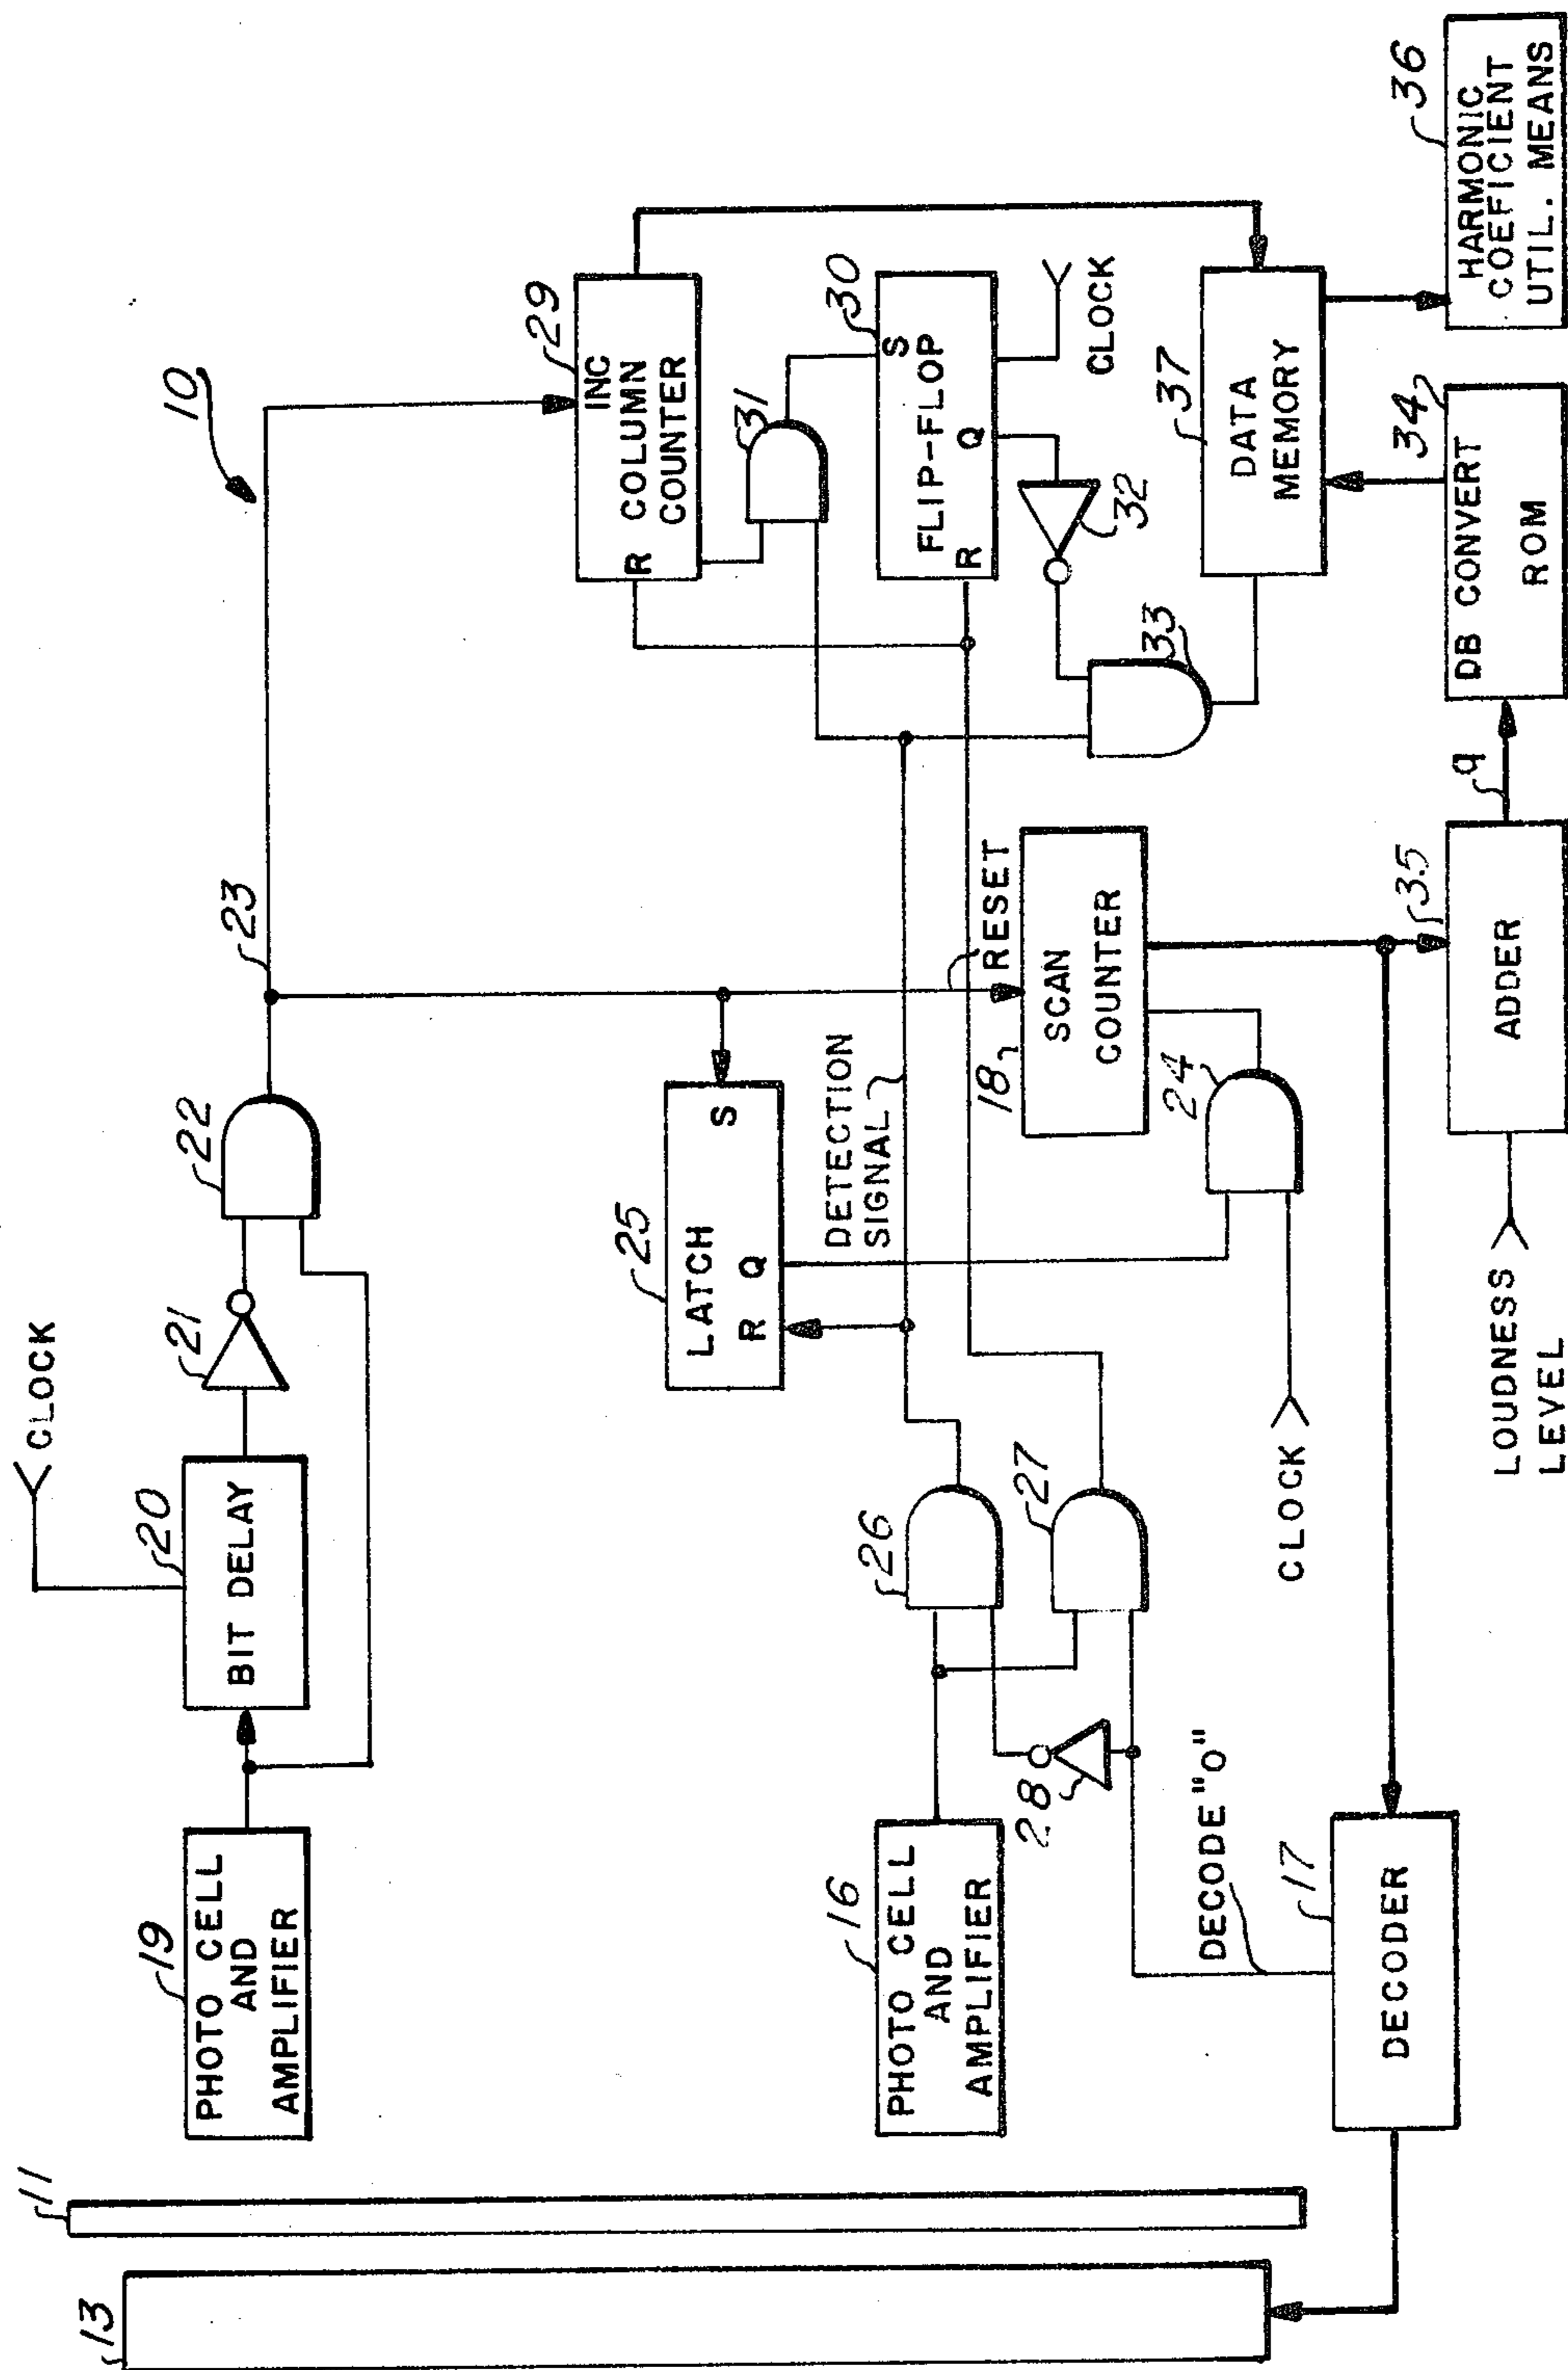 10
CLOCK
20
BIT DELAY
21
22
23
19
PHOTO CELL
AND
AMPLIFIER
11
13
25
LATCH
R Q
S
DETECTION
SIGNAL
RESET
18
SCAN
COUNTER
24
CLOCK
26
27
28
16
PHOTO CELL
AND
AMPLIFIER
DECODE "0"
17
DECODER
29
INC
R COLUMN
COUNTER
31
30
S
FLIP-FLOP
R Q
CLOCK
32
33
37
DATA
MEMORY
36
HARMONIC
COEFICIENT
UTIL. MEANS
34
DB CONVERT
ROM
q
35
ADDER
LOUDNESS
LEVEL